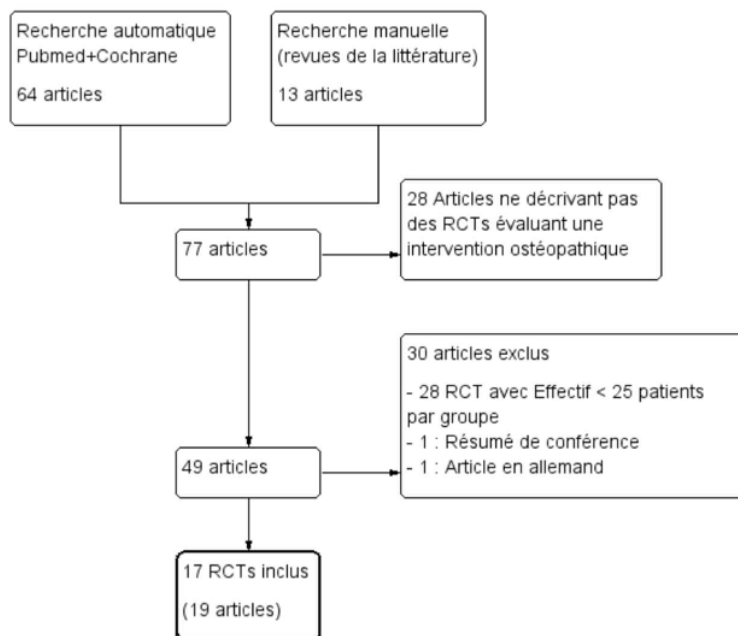 Recherche automatique
Pubmed+Cochrane
64 articles
Recherche manuelle
(revues de la littérature)
13 articles
77 articles
28 Articles ne décrivant pas
des RCTs évaluant une
intervention ostéopathique
49 articles
30 articles exclus
- 28 RCT avec Effectif < 25 patients
par groupe
- 1 : Résumé de conférence
- 1 : Article en allemand
17 RCTs inclus
(19 articles)